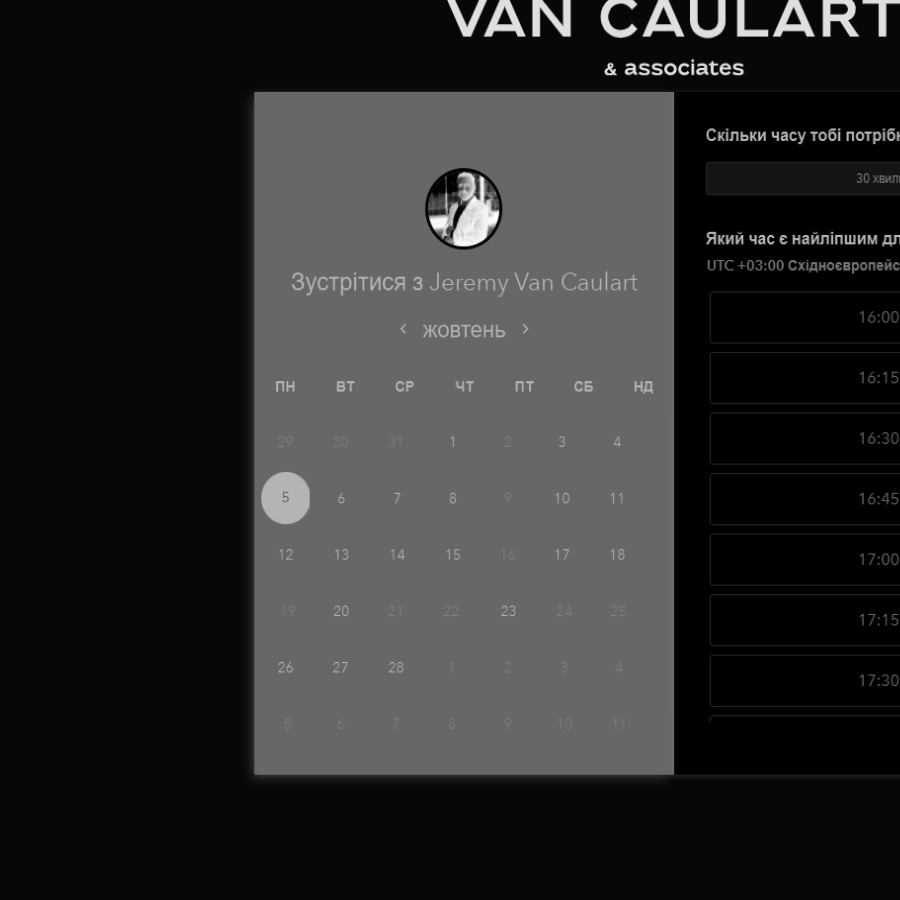 VAN CAULART
& associates
Зустрітися з Jeremy Van Caulart
жовтень
ПН ВТ СР ЧТ ПТ СБ НД
29 30 31 1 2 3 4
5 6 7 8 9 10 11
12 13 14 15 16 17 18
19 20 21 22 23 24 25
26 27 28 1 2 3 4
5 6 7 8 9 10 11
Скільки часу тобі
30
Який час є найліпшим
UTC +03:00
16:00
16:15
16:30
16:45
17:00
17:15
17:30